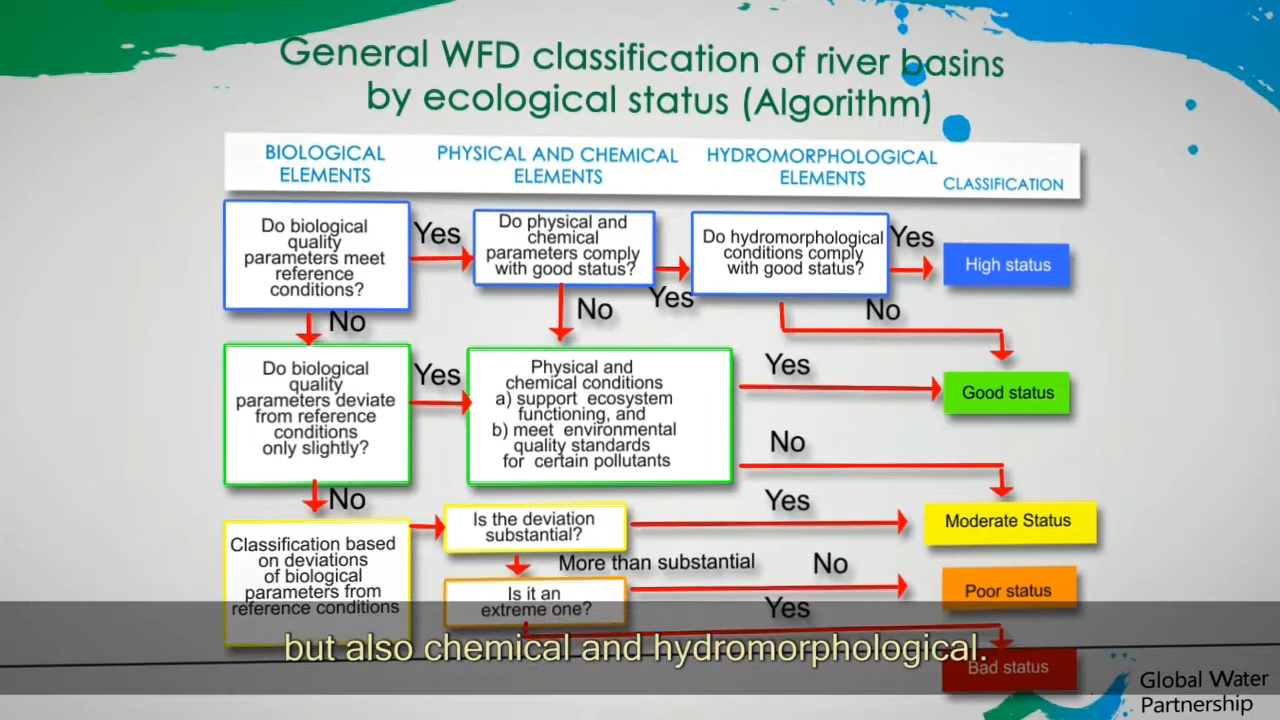 General WFD classification of river basins
by ecological status (Algorithm)
BIOLOGICAL
ELEMENTS
PHYSICAL AND CHEMICAL
ELEMENTS
HYDROMORPHOLOGICAL
ELEMENTS
CLASSIFICATION
Do biological
quality
parameters meet
reference
conditions?
Yes
Do physical and
chemical
parameters comply
with good status?
Yes
Do hydromorphological
conditions comply
with good status?
Yes
High status
No
No
No
Do biological
quality
parameters deviate
from reference
conditions
only slightly?
Yes
Physical and
chemical conditions
a) support ecosystem
functioning, and
b) meet environmental
quality standards
for certain pollutants
Yes
Good status
No
No
Classification based
on deviations
of biological
parameters from
reference conditions
Is the deviation
substantial?
Yes
Moderate Status
More than substantial
Is it an
extreme one?
No
Poor status
Yes
Bad status
but also chemical and hydromorphological.
Global Water
Partnership